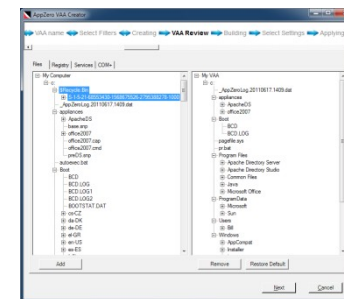 AppZero VAA Creator
VAA name Select Filters Creating VAA Review Building Select Settings Applying
Files Registry Services COM+
My Computer
c:
$Recycle.Bin
_AppZeroLog.20110617.1409.dat
appliances
ApacheDS
base.snp
office2007
office2007.cap
office2007.cmd
preDS.snp
autoexec.bat
Boot
BCD
BCD.LOG
BCD.LOG1
BCD.LOG2
BOOTSTAT.DAT
cs-CZ
da-DK
de-DE
el-GR
en-US
es-ES
My VAA
c:
_AppZeroLog.20110617.1409.dat
appliances
ApacheDS
office2007
Boot
BCD
BCD.LOG
pagefile.sys
pr.bat
Program Files
Apache Directory Server
Apache Directory Studio
Common Files
Java
Microsoft Office
ProgramData
Microsoft
Sun
Users
Bill
Windows
AppCompat
Installer
Add
Remove Restore Default
Next Cancel